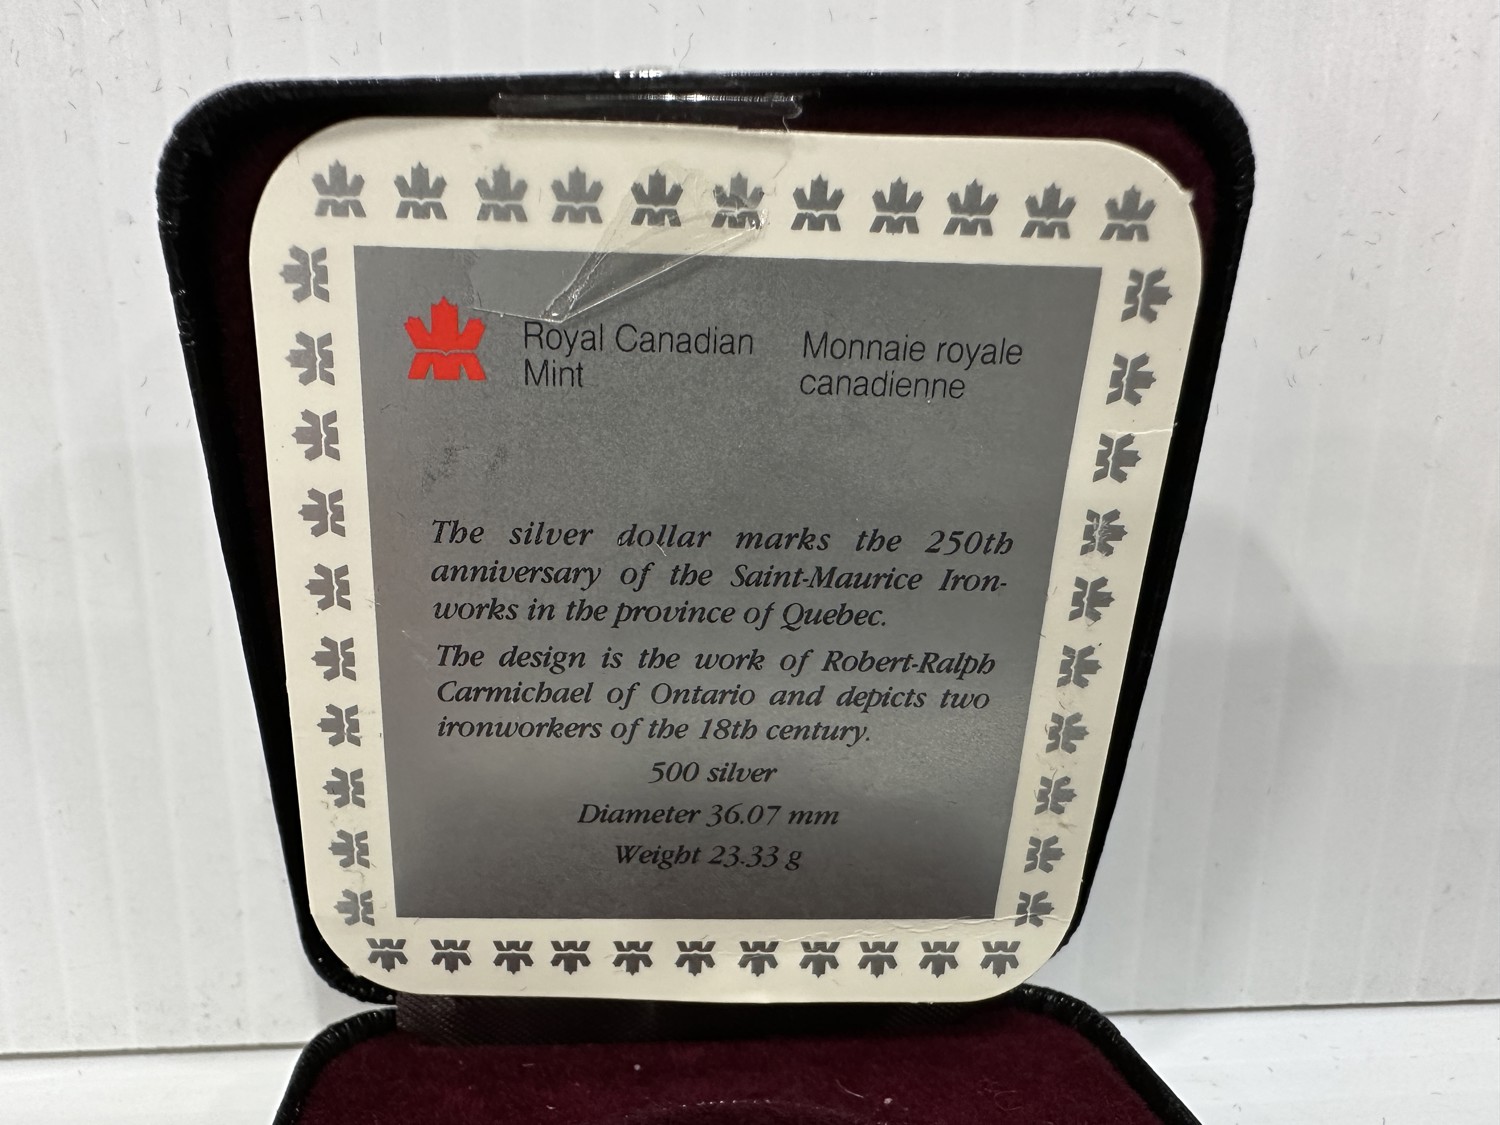 Royal Canadian
Mint
Monnaie royale
canadienne
The silver dollar marks the 250th
anniversary of the Saint-Maurice Iron-
works in the province of Quebec.
The design is the work of Robert-Ralph
Carmichael of Ontario and depicts two
ironworkers of the 18th century.
500 silver
Diameter 36.07 mm
Weight 23.33 g